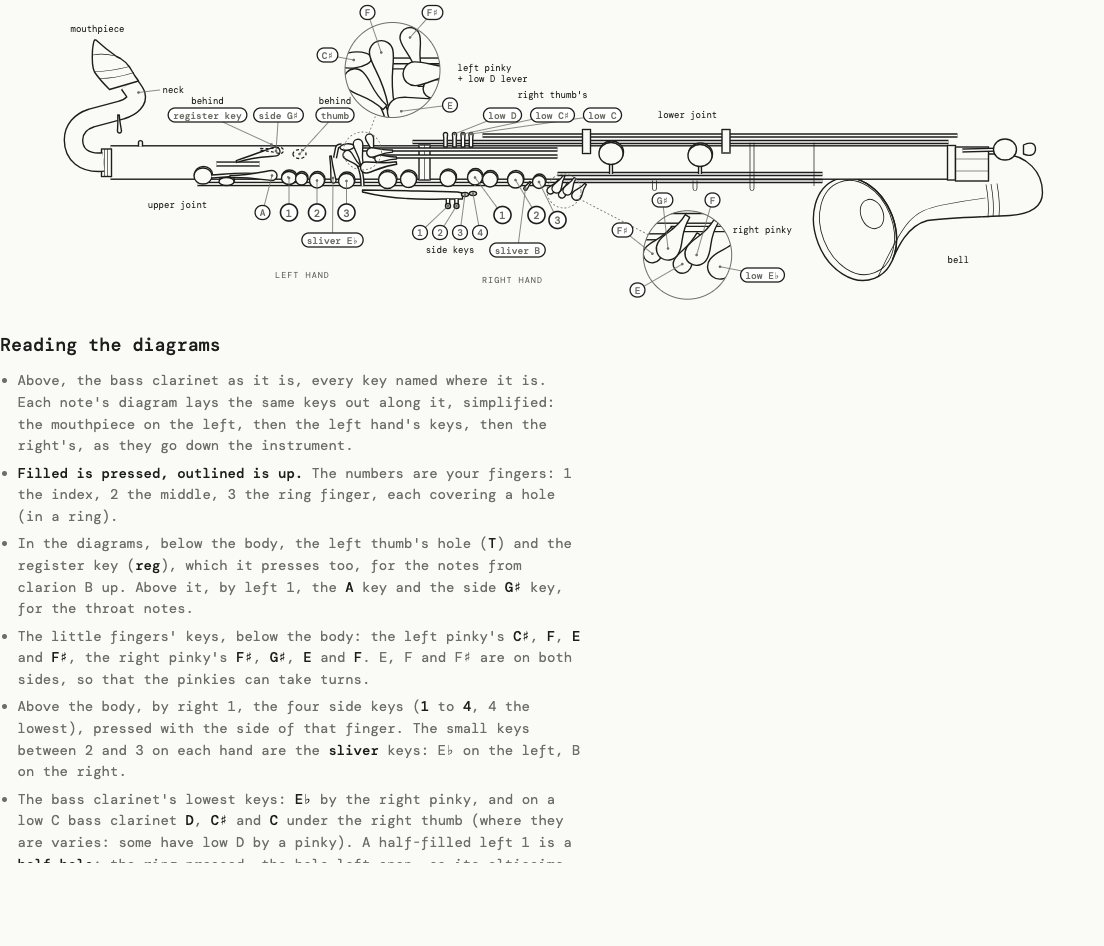 F
F♯
mouthpiece
C♯
left pinky
+ low D lever
neck
behind
behind
right thumb's
E
register key
side G♯
thumb
low D
low C♯
low C
lower joint
upper joint
A
1
2
3
G♯
F
1
2
3
1
2
3
4
F♯
right pinky
sliver E♭
side keys
sliver B
bell
LEFT HAND
RIGHT HAND
low E♭
E
Reading the diagrams
• Above, the bass clarinet as it is, every key named where it is.
Each note's diagram lays the same keys out along it, simplified:
the mouthpiece on the left, then the left hand's keys, then the
right's, as they go down the instrument.
• Filled is pressed, outlined is up. The numbers are your fingers: 1
the index, 2 the middle, 3 the ring finger, each covering a hole
(in a ring).
• In the diagrams, below the body, the left thumb's hole (T) and the
register key (reg), which it presses too, for the notes from
clarion B up. Above it, by left 1, the A key and the side G♯ key,
for the throat notes.
• The little fingers' keys, below the body: the left pinky's C♯, F, E
and F♯, the right pinky's F♯, G♯, E and F. E, F and F♯ are on both
sides, so that the pinkies can take turns.
• Above the body, by right 1, the four side keys (1 to 4, 4 the
lowest), pressed with the side of that finger. The small keys
between 2 and 3 on each hand are the sliver keys: E♭ on the left, B
on the right.
• The bass clarinet's lowest keys: E♭ by the right pinky, and on a
low C bass clarinet D, C♯ and C under the right thumb (where they
are varies: some have low D by a pinky). A half-filled left 1 is a